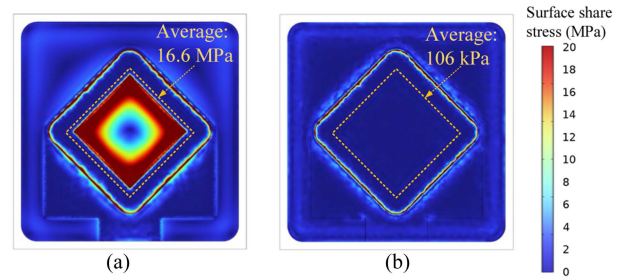 Average:
16.6 MPa
Average:
106 kPa
Surface share
stress (MPa)
20
18
16
14
12
10
8
6
4
2
0
(a)
(b)